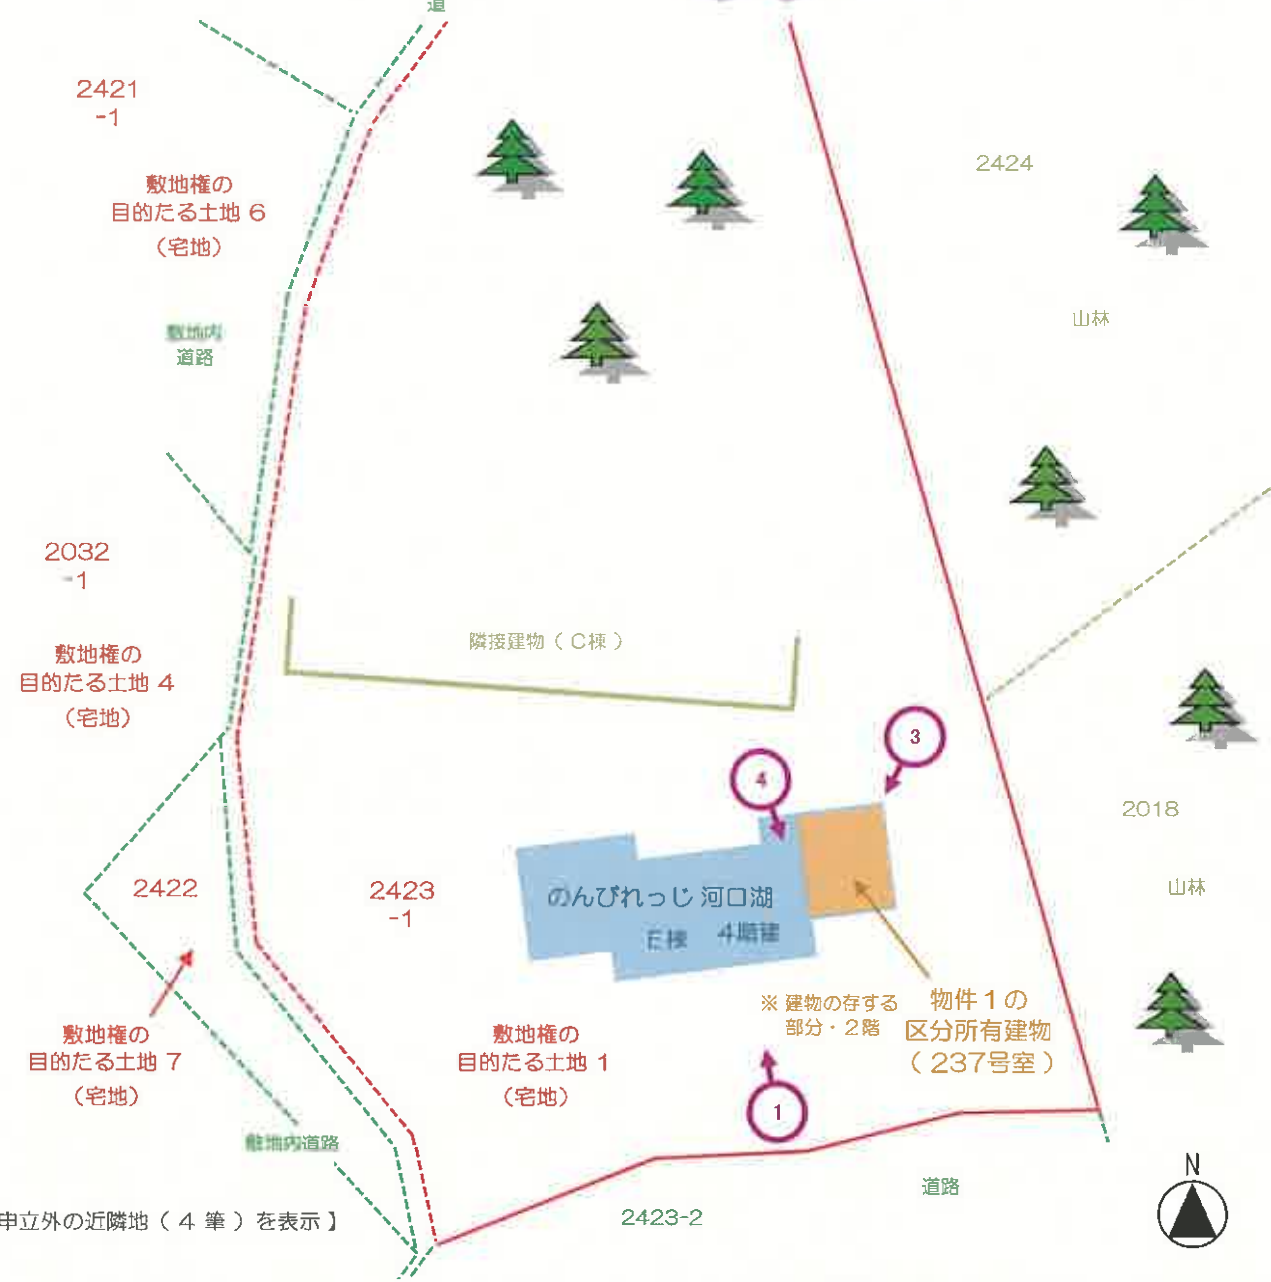 道
2421
-1
敷地権の
目的たる土地 6
（宅地）
敷地内
道路
2424
山林
2032
-1
敷地権の
目的たる土地 4
（宅地）
隣接建物（C棟）
3
4
2018
山林
2422
2423
-1
のんびれっじ 河口湖
E棟 4階建
※ 建物の存する
部分・2階
物件1の
区分所有建物
（237号室）
敷地権の
目的たる土地 7
（宅地）
敷地権の
目的たる土地 1
（宅地）
1
敷地内道路
道路
N
申立外の近隣地（4筆）を表示】
2423-2